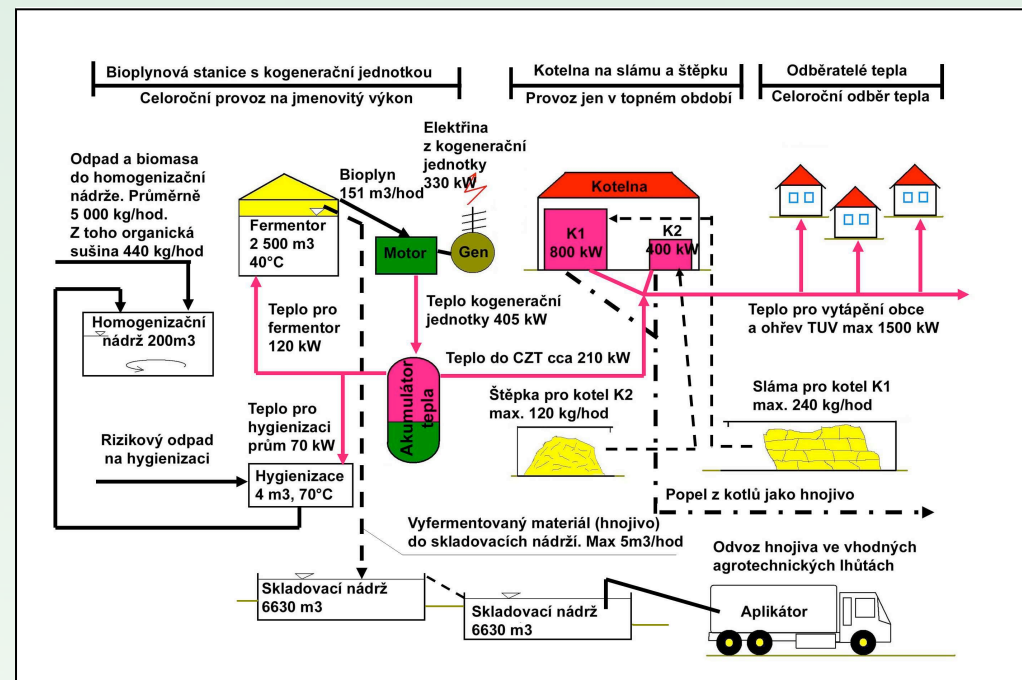 Bioplynová stanice s kogenerační jednotkou
Celoroční provoz na jmenovitý výkon
Kotelna na slámu a štěpku
Provoz jen v topném období
Odběratelé tepla
Celoroční odběr tepla
Odpad a biomasa
do homogenizační
nádrže. Průměrně
5 000 kg/hod.
Z toho organická
sušina 440 kg/hod
Bioplyn
151 m3/hod
Elektřina
z kogenerační
jednotky
330 kW
Fermentor
2 500 m3
40°C
Motor
Gen
Kotelna
K1
800 kW
K2
400 kW
Homogenizační
nádrž 200m3
Teplo pro
fermentor
120 kW
Teplo kogenerační
jednotky 405 kW
Teplo do CZT cca 210 kW
Teplo pro vytápění obce
a ohřev TUV max 1500 kW
Akumulátor
tepla
Štěpka pro kotel K2
max. 120 kg/hod
Sláma pro kotel K1
max. 240 kg/hod
Teplo pro
hygienizaci
prům 70 kW
Rizikový odpad
na hygienizaci
Hygienizace
4 m3, 70°C
Popel z kotlů jako hnojivo
Vyfermentovaný materiál (hnojivo)
do skladovacích nádrží. Max 5m3/hod
Odvoz hnojiva ve vhodných
agrotechnických lhůtách
Skladovací nádrž
6630 m3
Skladovací nádrž
6630 m3
Aplikátor